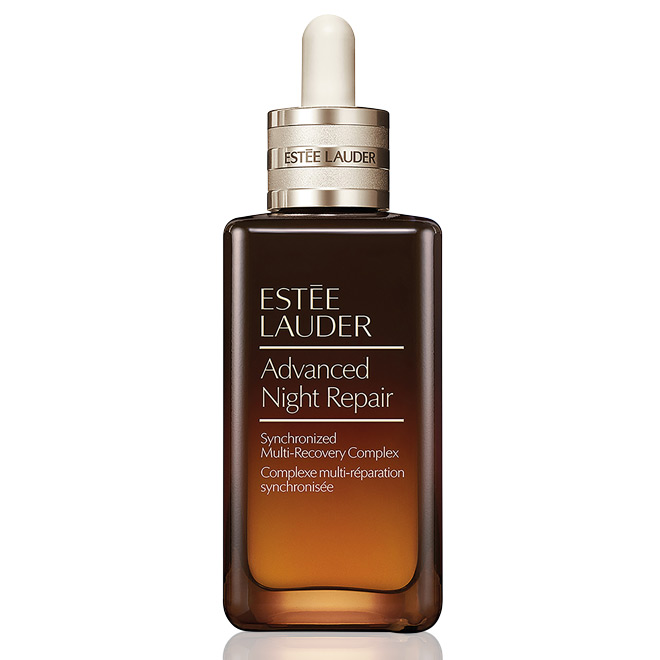 ESTĒE LAUDER
ESTĒE
LAUDER
Advanced
Night Repair
Synchronized
Multi-Recovery Complex
Complexe multi-réparation
synchronisée